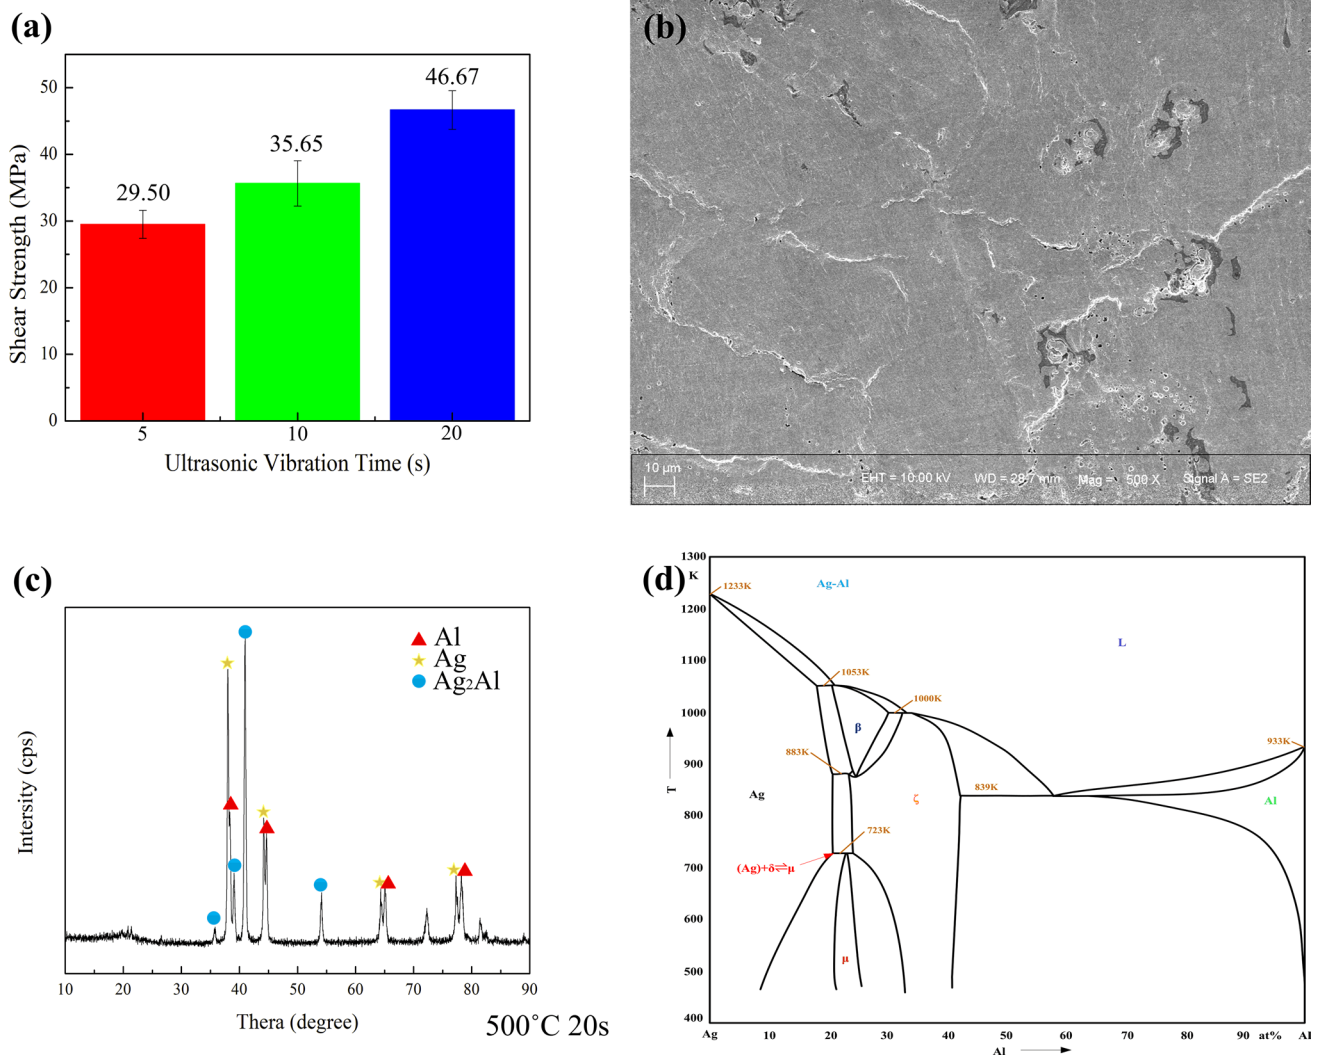 (a)
50
40
30
20
10
0
29.50
35.65
46.67
Shear Strength (MPa)
5
10
20
Ultrasonic Vibration Time (s)
(b)
10 µm
EHT = 10.00 kV
WD = 29.7 mm
Mag = 500 X
Signal A = SE2
(c)
Al
Ag
Ag₂Al
Intersity (cps)
10 20 30 40 50 60 70 80 90
Thera (degree)
500°C 20s
(d)
1300
K
1200
1100
1000
900
800
700
600
500
400
T
1233K
Ag-Al
L
1053K
1000K
β
883K
933K
839K
Ag
ζ
Al
723K
(Ag)+δ⇌μ
μ
Ag 10 20 30 40 50 60 70 80 90 at% Al
Al